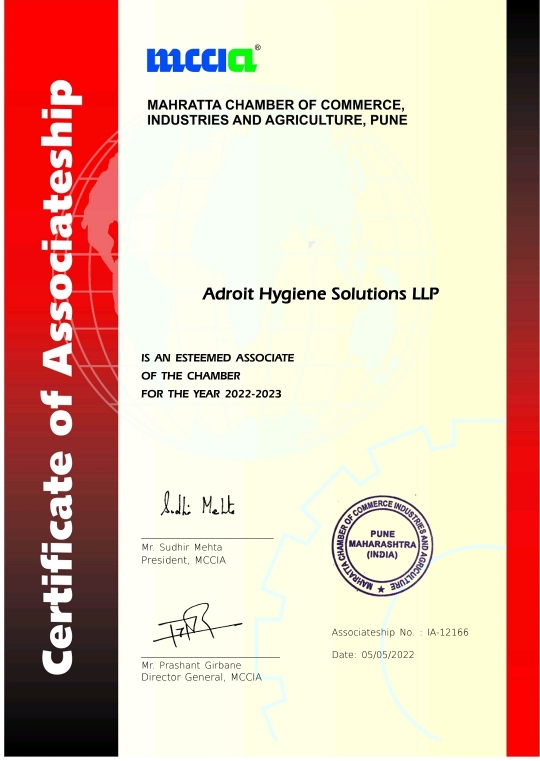 Certificate of Associateship
mccia®
MAHRATTA CHAMBER OF COMMERCE,
INDUSTRIES AND AGRICULTURE, PUNE
Adroit Hygiene Solutions LLP
IS AN ESTEEMED ASSOCIATE
OF THE CHAMBER
FOR THE YEAR 2022-2023
Sudhir Mehta
Mr. Sudhir Mehta
President, MCCIA
MAHRATTA CHAMBER OF COMMERCE INDUSTRIES AND AGRICULTURE ★
PUNE
MAHARASHTRA
(INDIA)
Mr. Prashant Girbane
Director General, MCCIA
Associateship No. : IA-12166
Date: 05/05/2022